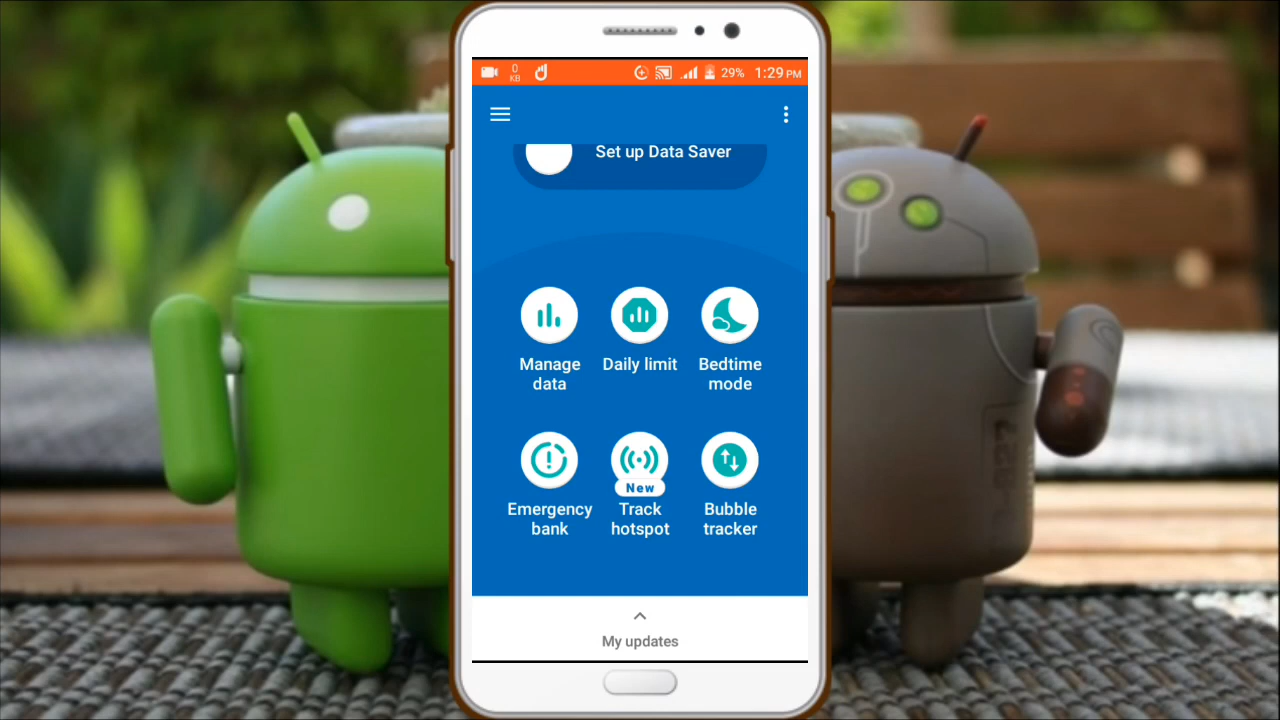 0
KB
29% 1:29 PM
Set up Data Saver
Manage
data
Daily limit
Bedtime
mode
Emergency
bank
New
Track
hotspot
Bubble
tracker
My updates